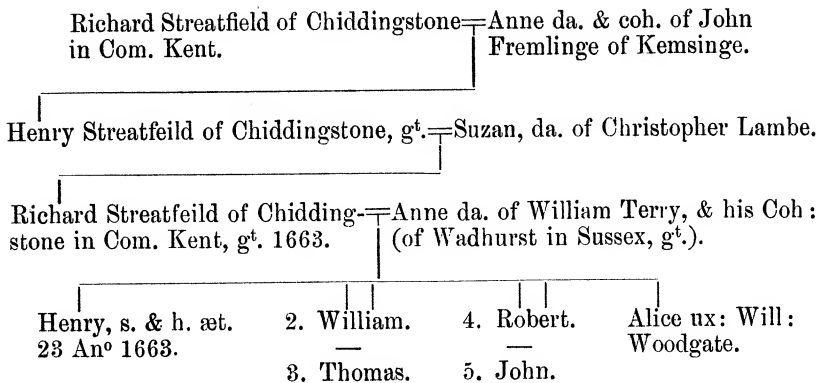 Richard Streatfield of Chiddingstone=Anne da. & coh. of John
in Com. Kent. Fremlinge of Kemsinge.
Henry Streatfeild of Chiddingstone, gᵗ.=Suzan, da. of Christopher Lambe.
Richard Streatfeild of Chidding-=Anne da. of William Terry, & his Coh :
stone in Com. Kent, gᵗ. 1663. (of Wadhurst in Sussex, gᵗ.).
Henry, s. & h. æt. 2. William. 4. Robert. Alice ux: Will :
23 Anº 1663. — — Woodgate.
3. Thomas. 5. John.